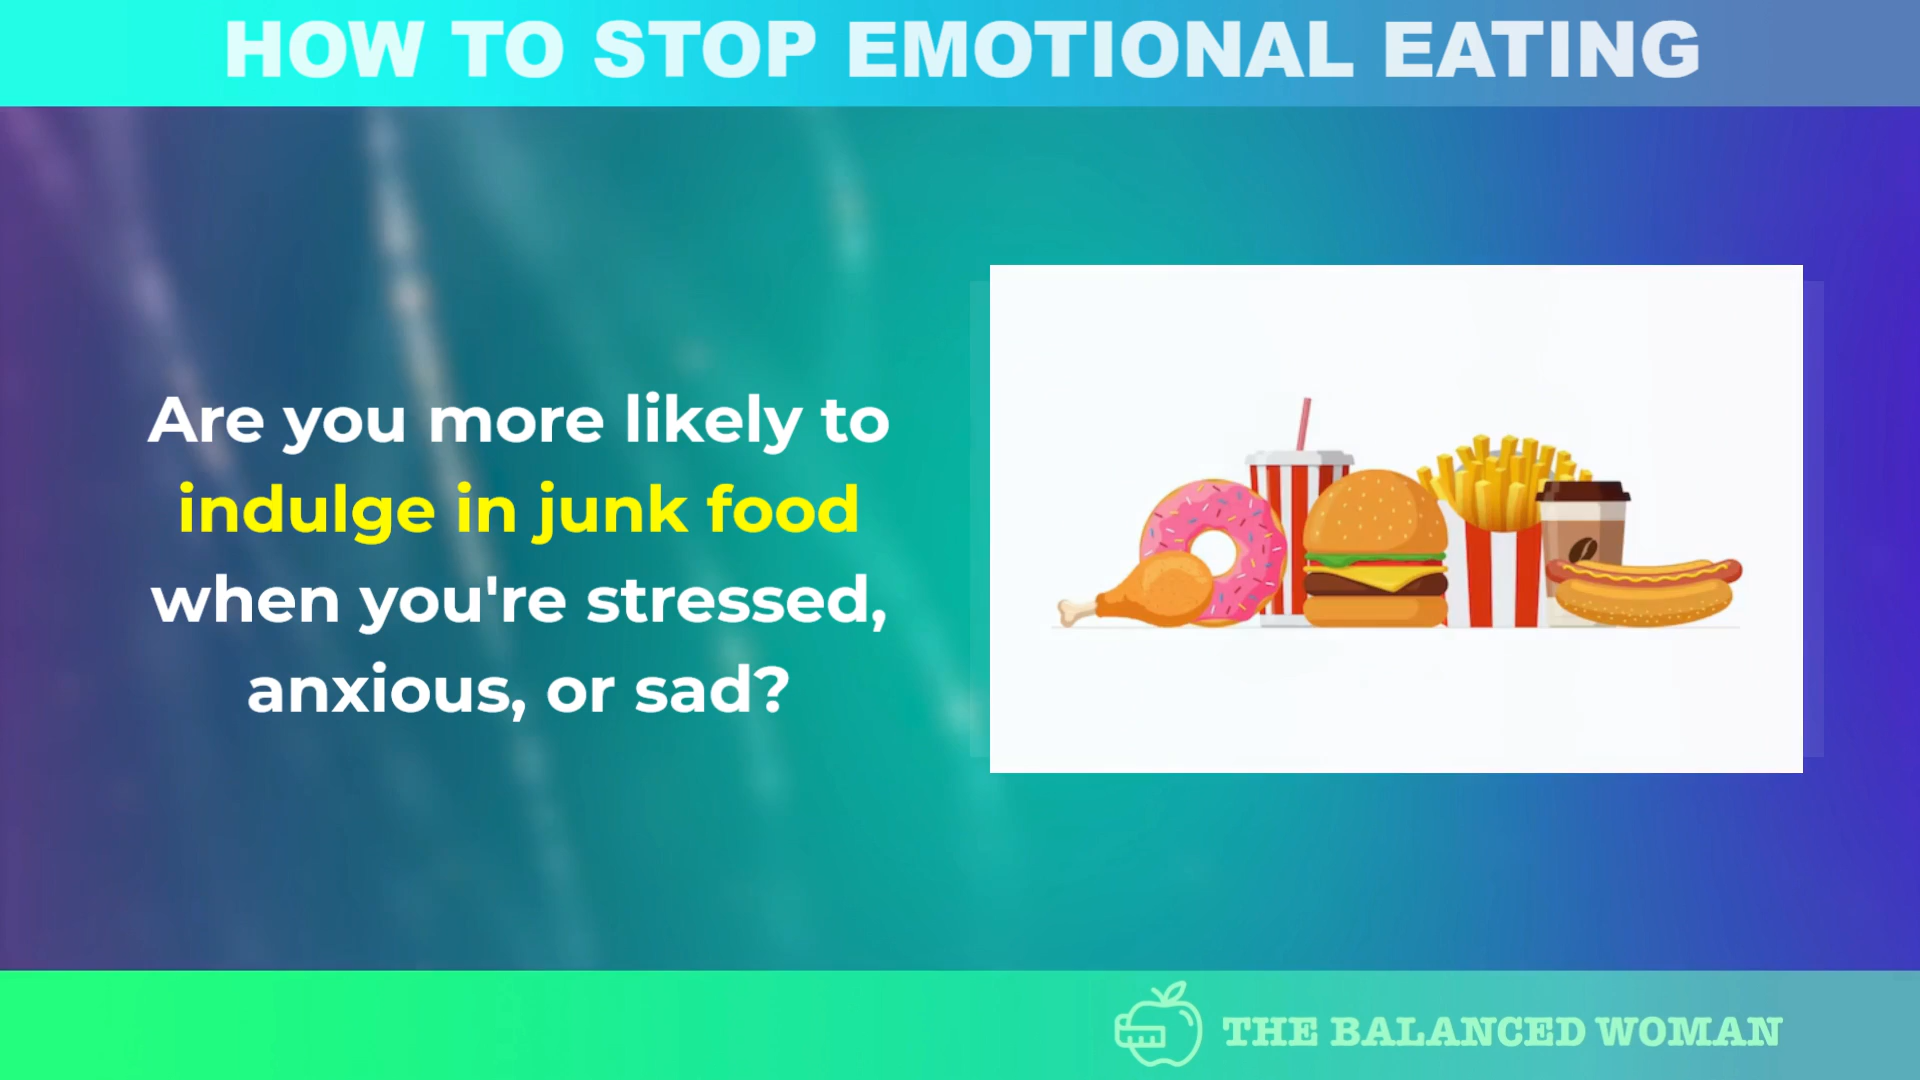 HOW TO STOP EMOTIONAL EATING
Are you more likely to
indulge in junk food
when you're stressed,
anxious, or sad?
THE BALANCED WOMAN